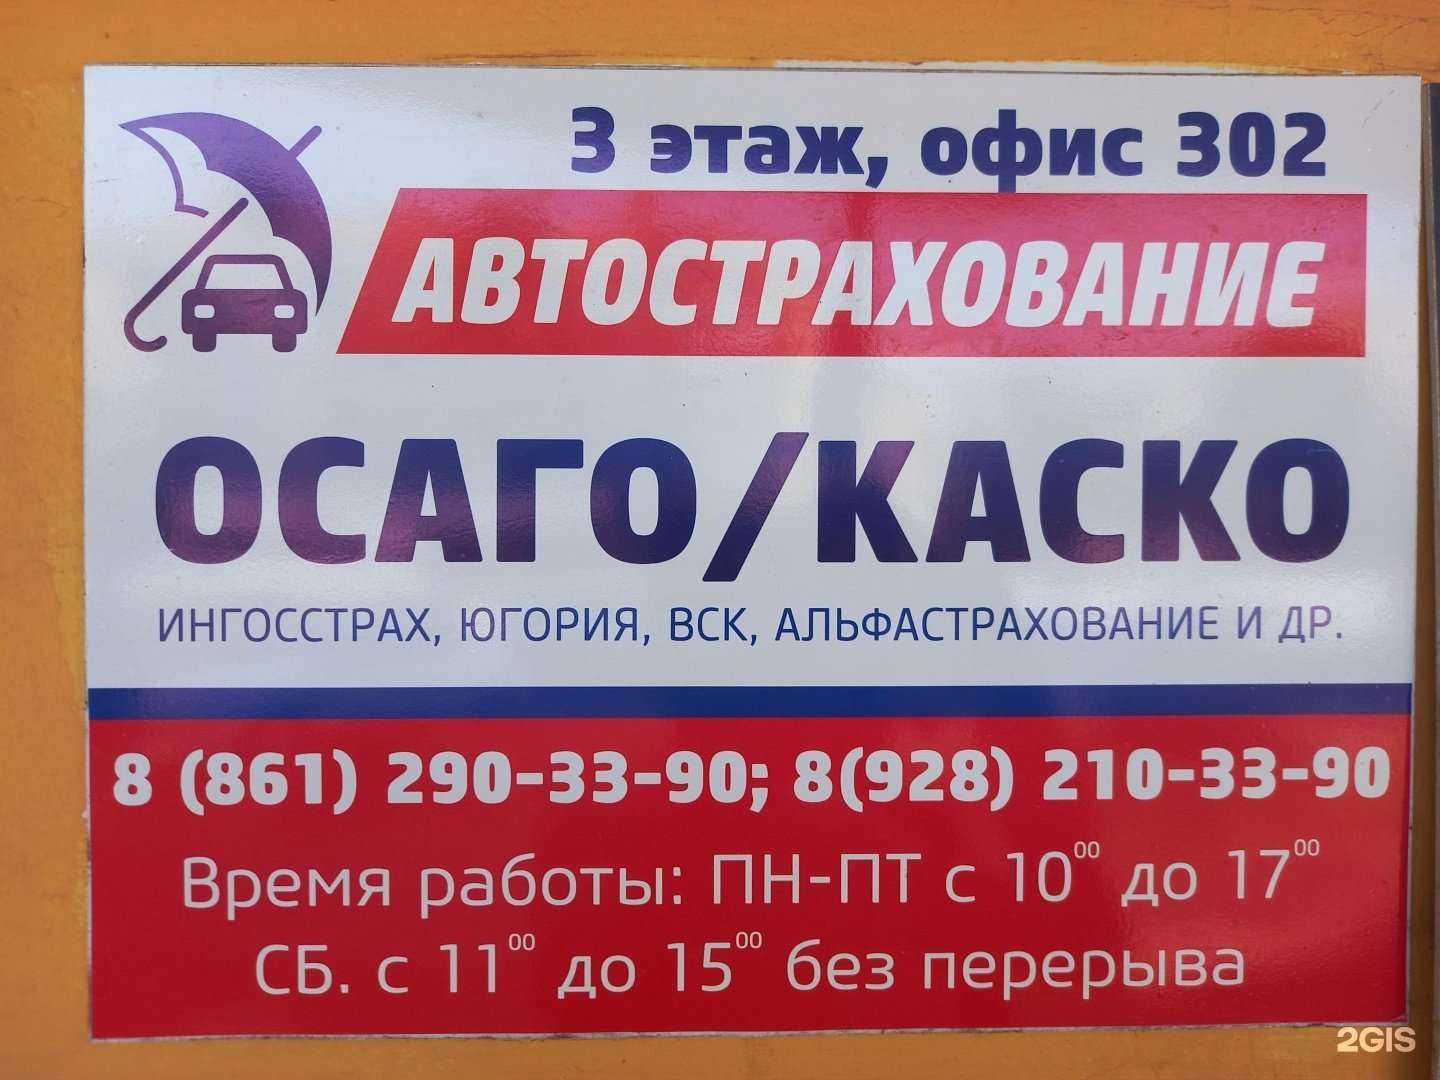 3 этаж, офис 302
АВТОСТРАХОВАНИЕ
ОСАГО/КАСКО
ИНГОССТРАХ, ЮГОРИЯ, ВСК, АЛЬФАСТРАХОВАНИЕ И ДР.
8 (861) 290-33-90; 8(928) 210-33-90
Время работы: ПН-ПТ с 10⁰⁰ до 17⁰⁰
СБ. с 11⁰⁰ до 15⁰⁰ без перерыва
2GIS